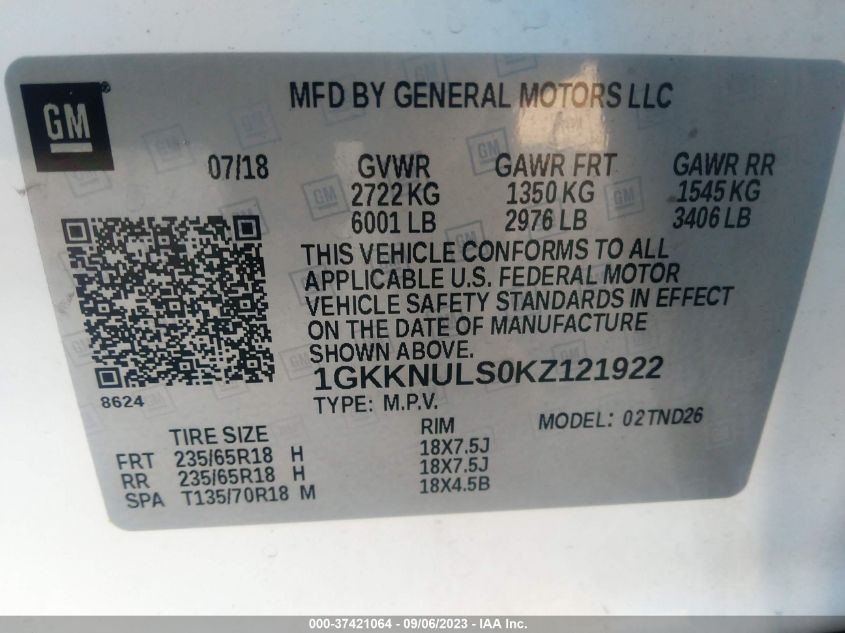 GM
MFD BY GENERAL MOTORS LLC
07/18 GVWR GAWR FRT GAWR RR
2722 KG 1350 KG 1545 KG
6001 LB 2976 LB 3406 LB
THIS VEHICLE CONFORMS TO ALL
APPLICABLE U.S. FEDERAL MOTOR
VEHICLE SAFETY STANDARDS IN EFFECT
ON THE DATE OF MANUFACTURE
SHOWN ABOVE.
1GKKNULS0KZ121922
8624
TYPE: M.P.V.
MODEL: 02TND26
TIRE SIZE RIM
FRT 235/65R18 H 18X7.5J
RR 235/65R18 H 18X7.5J
SPA T135/70R18 M 18X4.5B
000-37421064 - 09/06/2023 - IAA Inc.